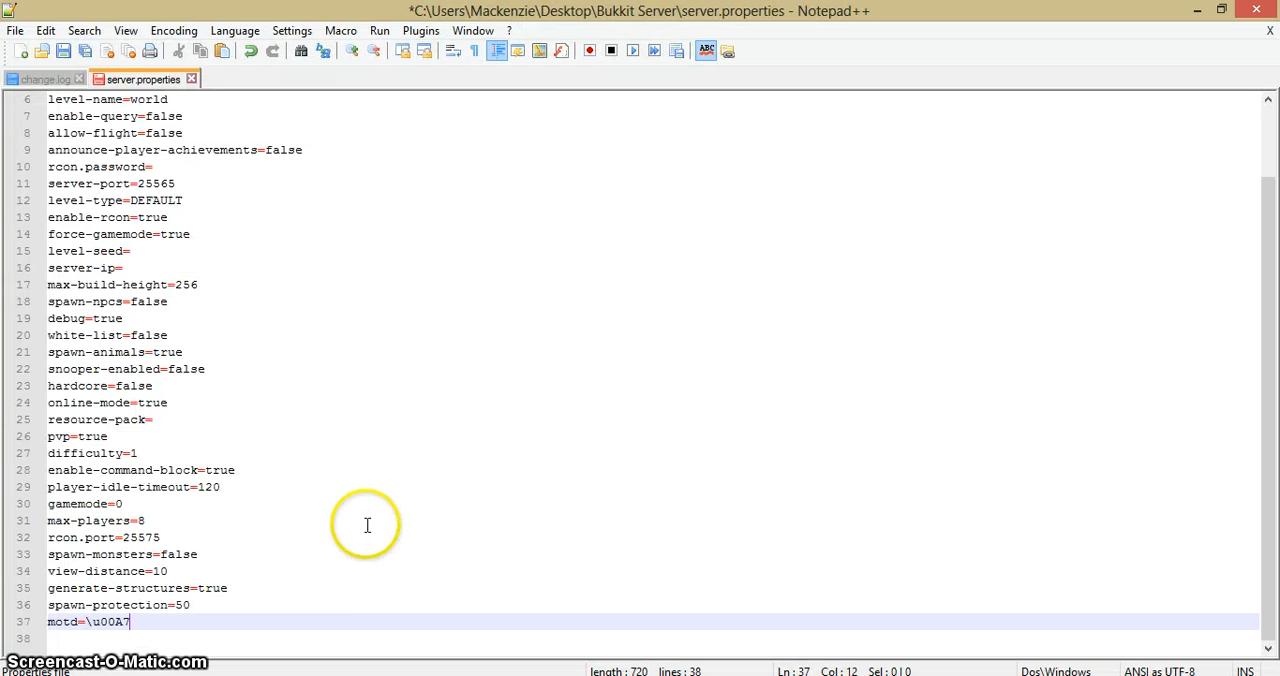 *C:\Users\Mackenzie\Desktop\Bukkit Server\server.properties - Notepad++
File Edit Search View Encoding Language Settings Macro Run Plugins Window ? X
ABC
change.log server.properties
6 level-name=world
7 enable-query=false
8 allow-flight=false
9 announce-player-achievements=false
10 rcon.password=
11 server-port=25565
12 level-type=DEFAULT
13 enable-rcon=true
14 force-gamemode=true
15 level-seed=
16 server-ip=
17 max-build-height=256
18 spawn-npcs=false
19 debug=true
20 white-list=false
21 spawn-animals=true
22 snooper-enabled=false
23 hardcore=false
24 online-mode=true
25 resource-pack=
26 pvp=true
27 difficulty=1
28 enable-command-block=true
29 player-idle-timeout=120
30 gamemode=0
31 max-players=8
32 rcon.port=25575
33 spawn-monsters=false
34 view-distance=10
35 generate-structures=true
36 spawn-protection=50
37 motd=\u00A7
38
Screencast-O-Matic.com
Properties file length : 720 lines : 38 Ln : 37 Col : 12 Sel : 0 | 0 Dos\Windows ANSI as UTF-8 INS